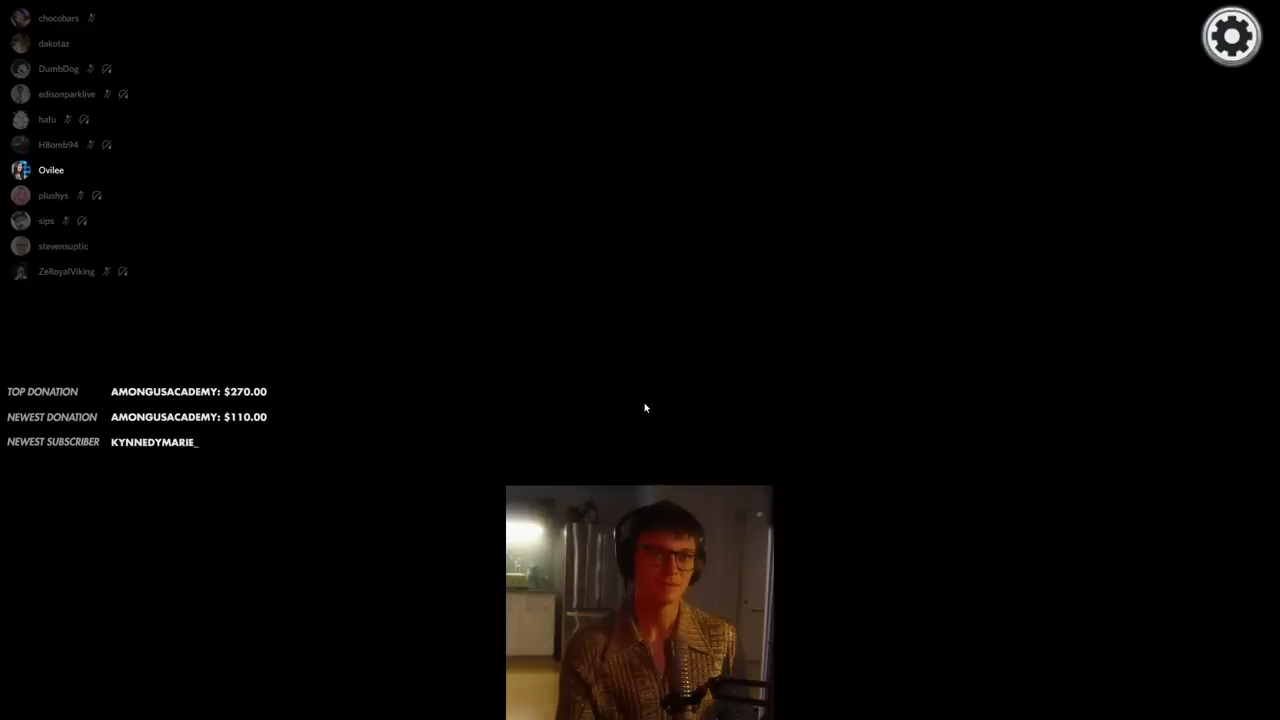 chocobars
dakotaz
DumbDog
edisonparklive
hafu
HBomb94
Ovilee
plushys
sips
stevensuptic
ZeRoyalViking
TOP DONATION AMONGUSACADEMY: $270.00
NEWEST DONATION AMONGUSACADEMY: $110.00
NEWEST SUBSCRIBER KYNNEDYMARIE_